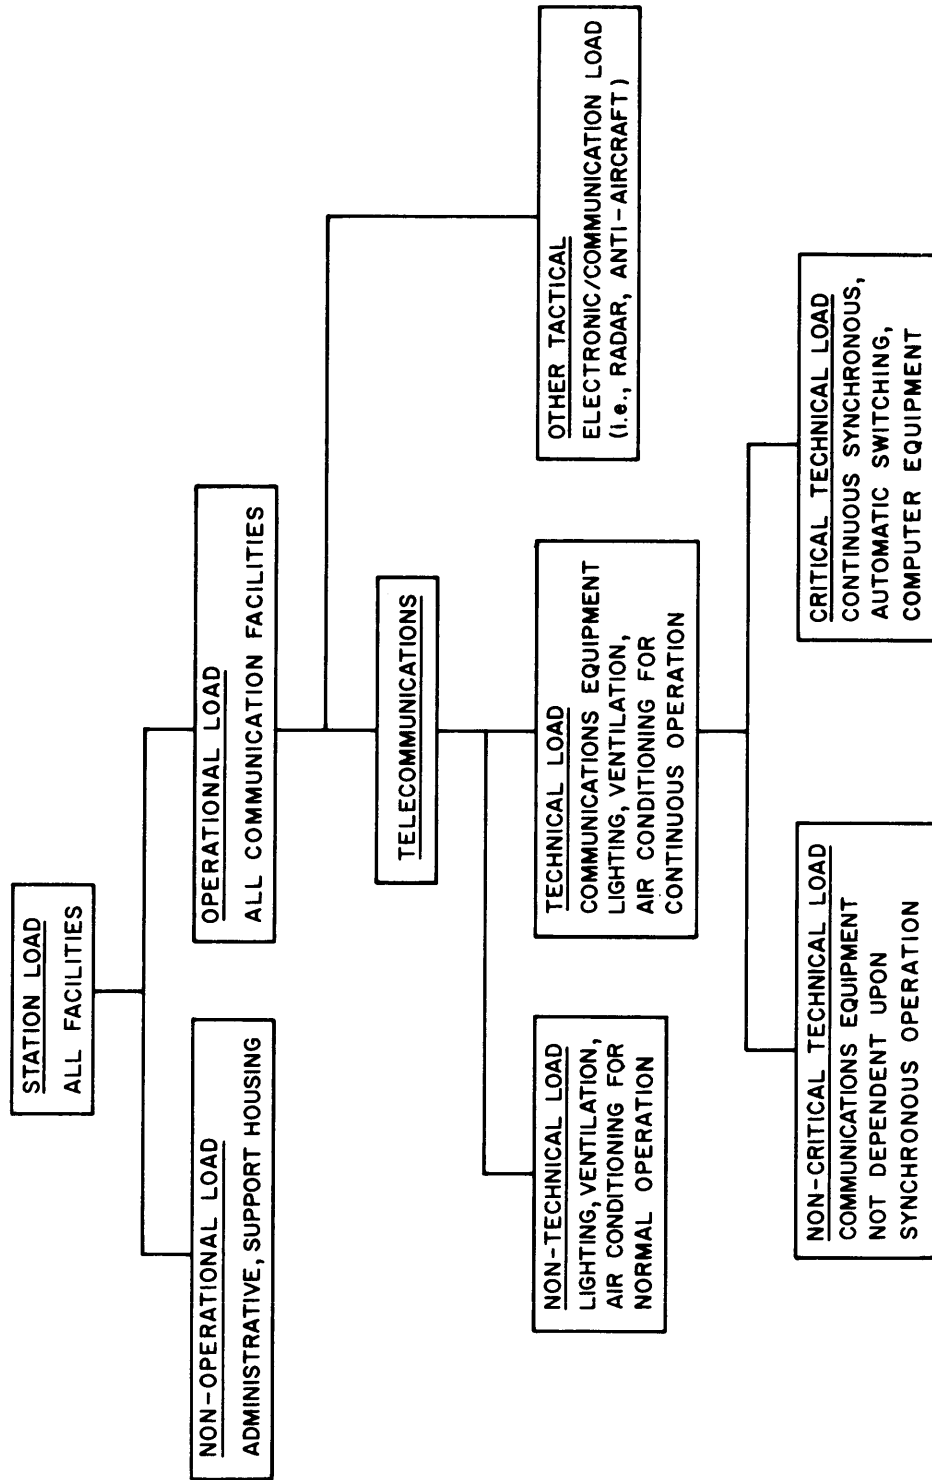 STATION LOAD
ALL FACILITIES
NON-OPERATIONAL LOAD
ADMINISTRATIVE, SUPPORT HOUSING
OPERATIONAL LOAD
ALL COMMUNICATION FACILITIES
TELECOMMUNICATIONS
NON-TECHNICAL LOAD
LIGHTING, VENTILATION,
AIR CONDITIONING FOR
NORMAL OPERATION
TECHNICAL LOAD
COMMUNICATIONS EQUIPMENT
LIGHTING, VENTILATION,
AIR CONDITIONING FOR
CONTINUOUS OPERATION
OTHER TACTICAL
ELECTRONIC/COMMUNICATION LOAD
(i.e., RADAR, ANTI-AIRCRAFT)
NON-CRITICAL TECHNICAL LOAD
COMMUNICATIONS EQUIPMENT
NOT DEPENDENT UPON
SYNCHRONOUS OPERATION
CRITICAL TECHNICAL LOAD
CONTINUOUS SYNCHRONOUS,
AUTOMATIC SWITCHING,
COMPUTER EQUIPMENT